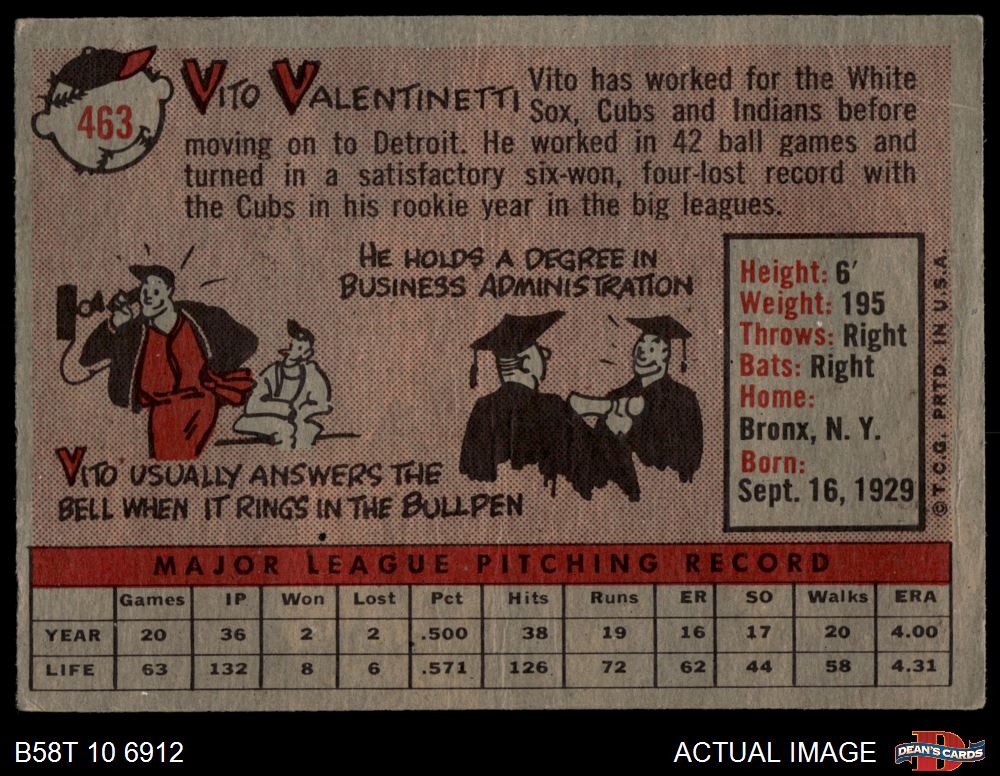 463
VITO VALENTINETTI
Vito has worked for the White
Sox, Cubs and Indians before
moving on to Detroit. He worked in 42 ball games and
turned in a satisfactory six-won, four-lost record with
the Cubs in his rookie year in the big leagues.
HE HOLDS A DEGREE IN
BUSINESS ADMINISTRATION
VITO USUALLY ANSWERS THE
BELL WHEN IT RINGS IN THE BULLPEN
Height: 6'
Weight: 195
Throws: Right
Bats: Right
Home:
Bronx, N. Y.
Born:
Sept. 16, 1929
© T.C.G. PRTD. IN U.S.A.
MAJOR LEAGUE PITCHING RECORD
Games IP Won Lost Pct Hits Runs ER SO Walks ERA
YEAR 20 36 2 2 .500 38 19 16 17 20 4.00
LIFE 63 132 8 6 .571 126 72 62 44 58 4.31
B58T 10 6912
ACTUAL IMAGE
D
DEAN'S CARDS